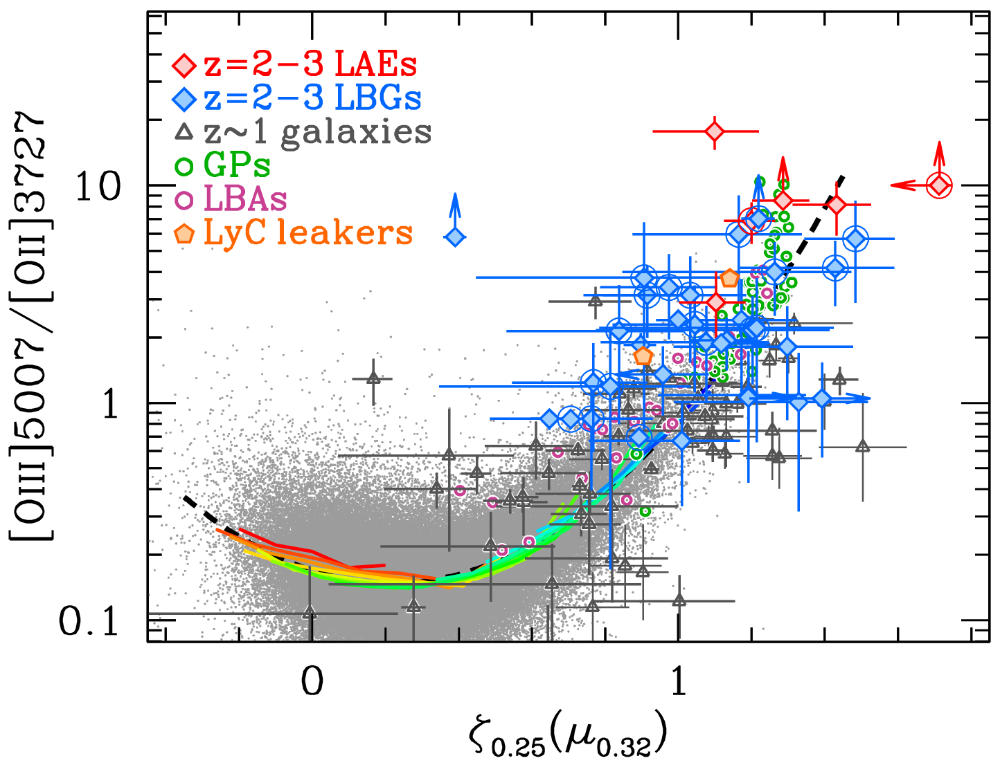 z=2−3 LAEs
z=2−3 LBGs
z~1 galaxies
GPs
LBAs
LyC leakers
[OIII]5007/[OII]3727
10
1
0.1
0
1
ζ0.25(μ0.32)